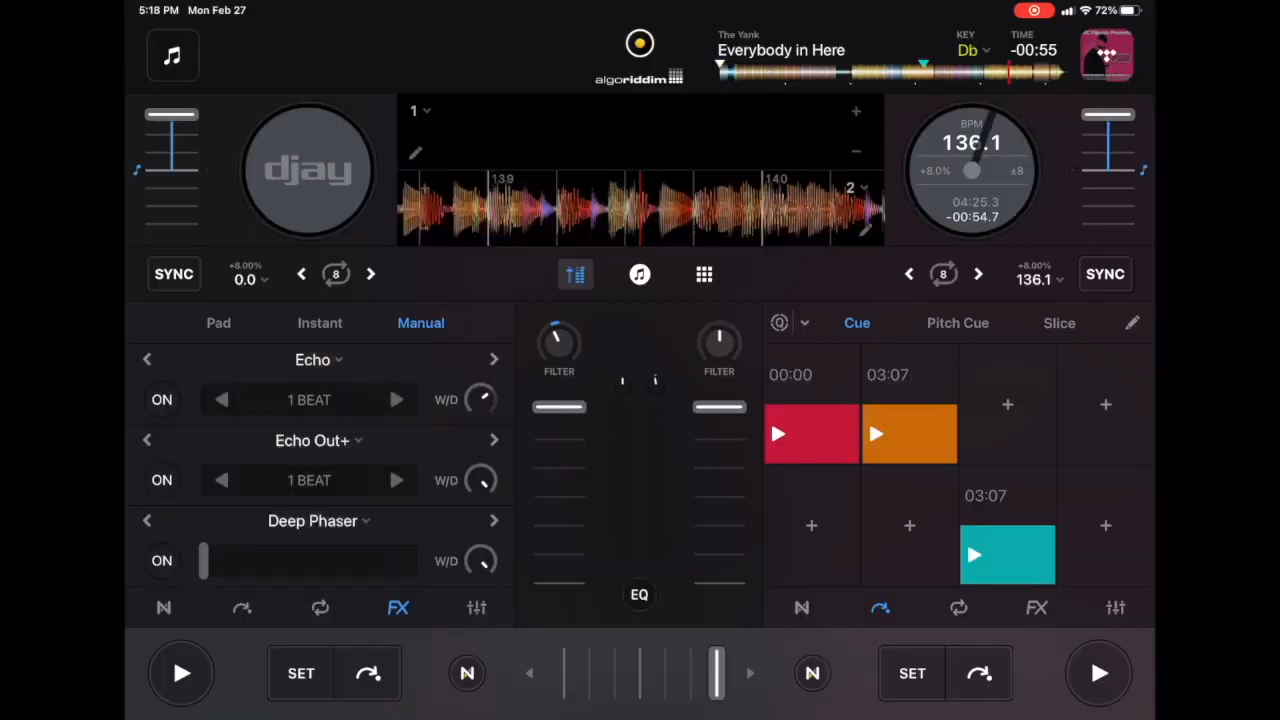 5:18 PM Mon Feb 27
72%
The Yank
Everybody in Here
KEY
Db
TIME
-00:55
algoriddim
1
139
140
2
djay
BPM
136.1
+8.0%
±8
04:25.3
-00:54.7
SYNC
+8.00%
0.0
8
8
+8.00%
136.1
SYNC
Pad
Instant
Manual
FILTER
FILTER
Q
Cue
Pitch Cue
Slice
Echo
ON
1 BEAT
W/D
Echo Out+
ON
1 BEAT
W/D
Deep Phaser
ON
W/D
00:00
03:07
03:07
FX
EQ
FX
SET
N
N
SET